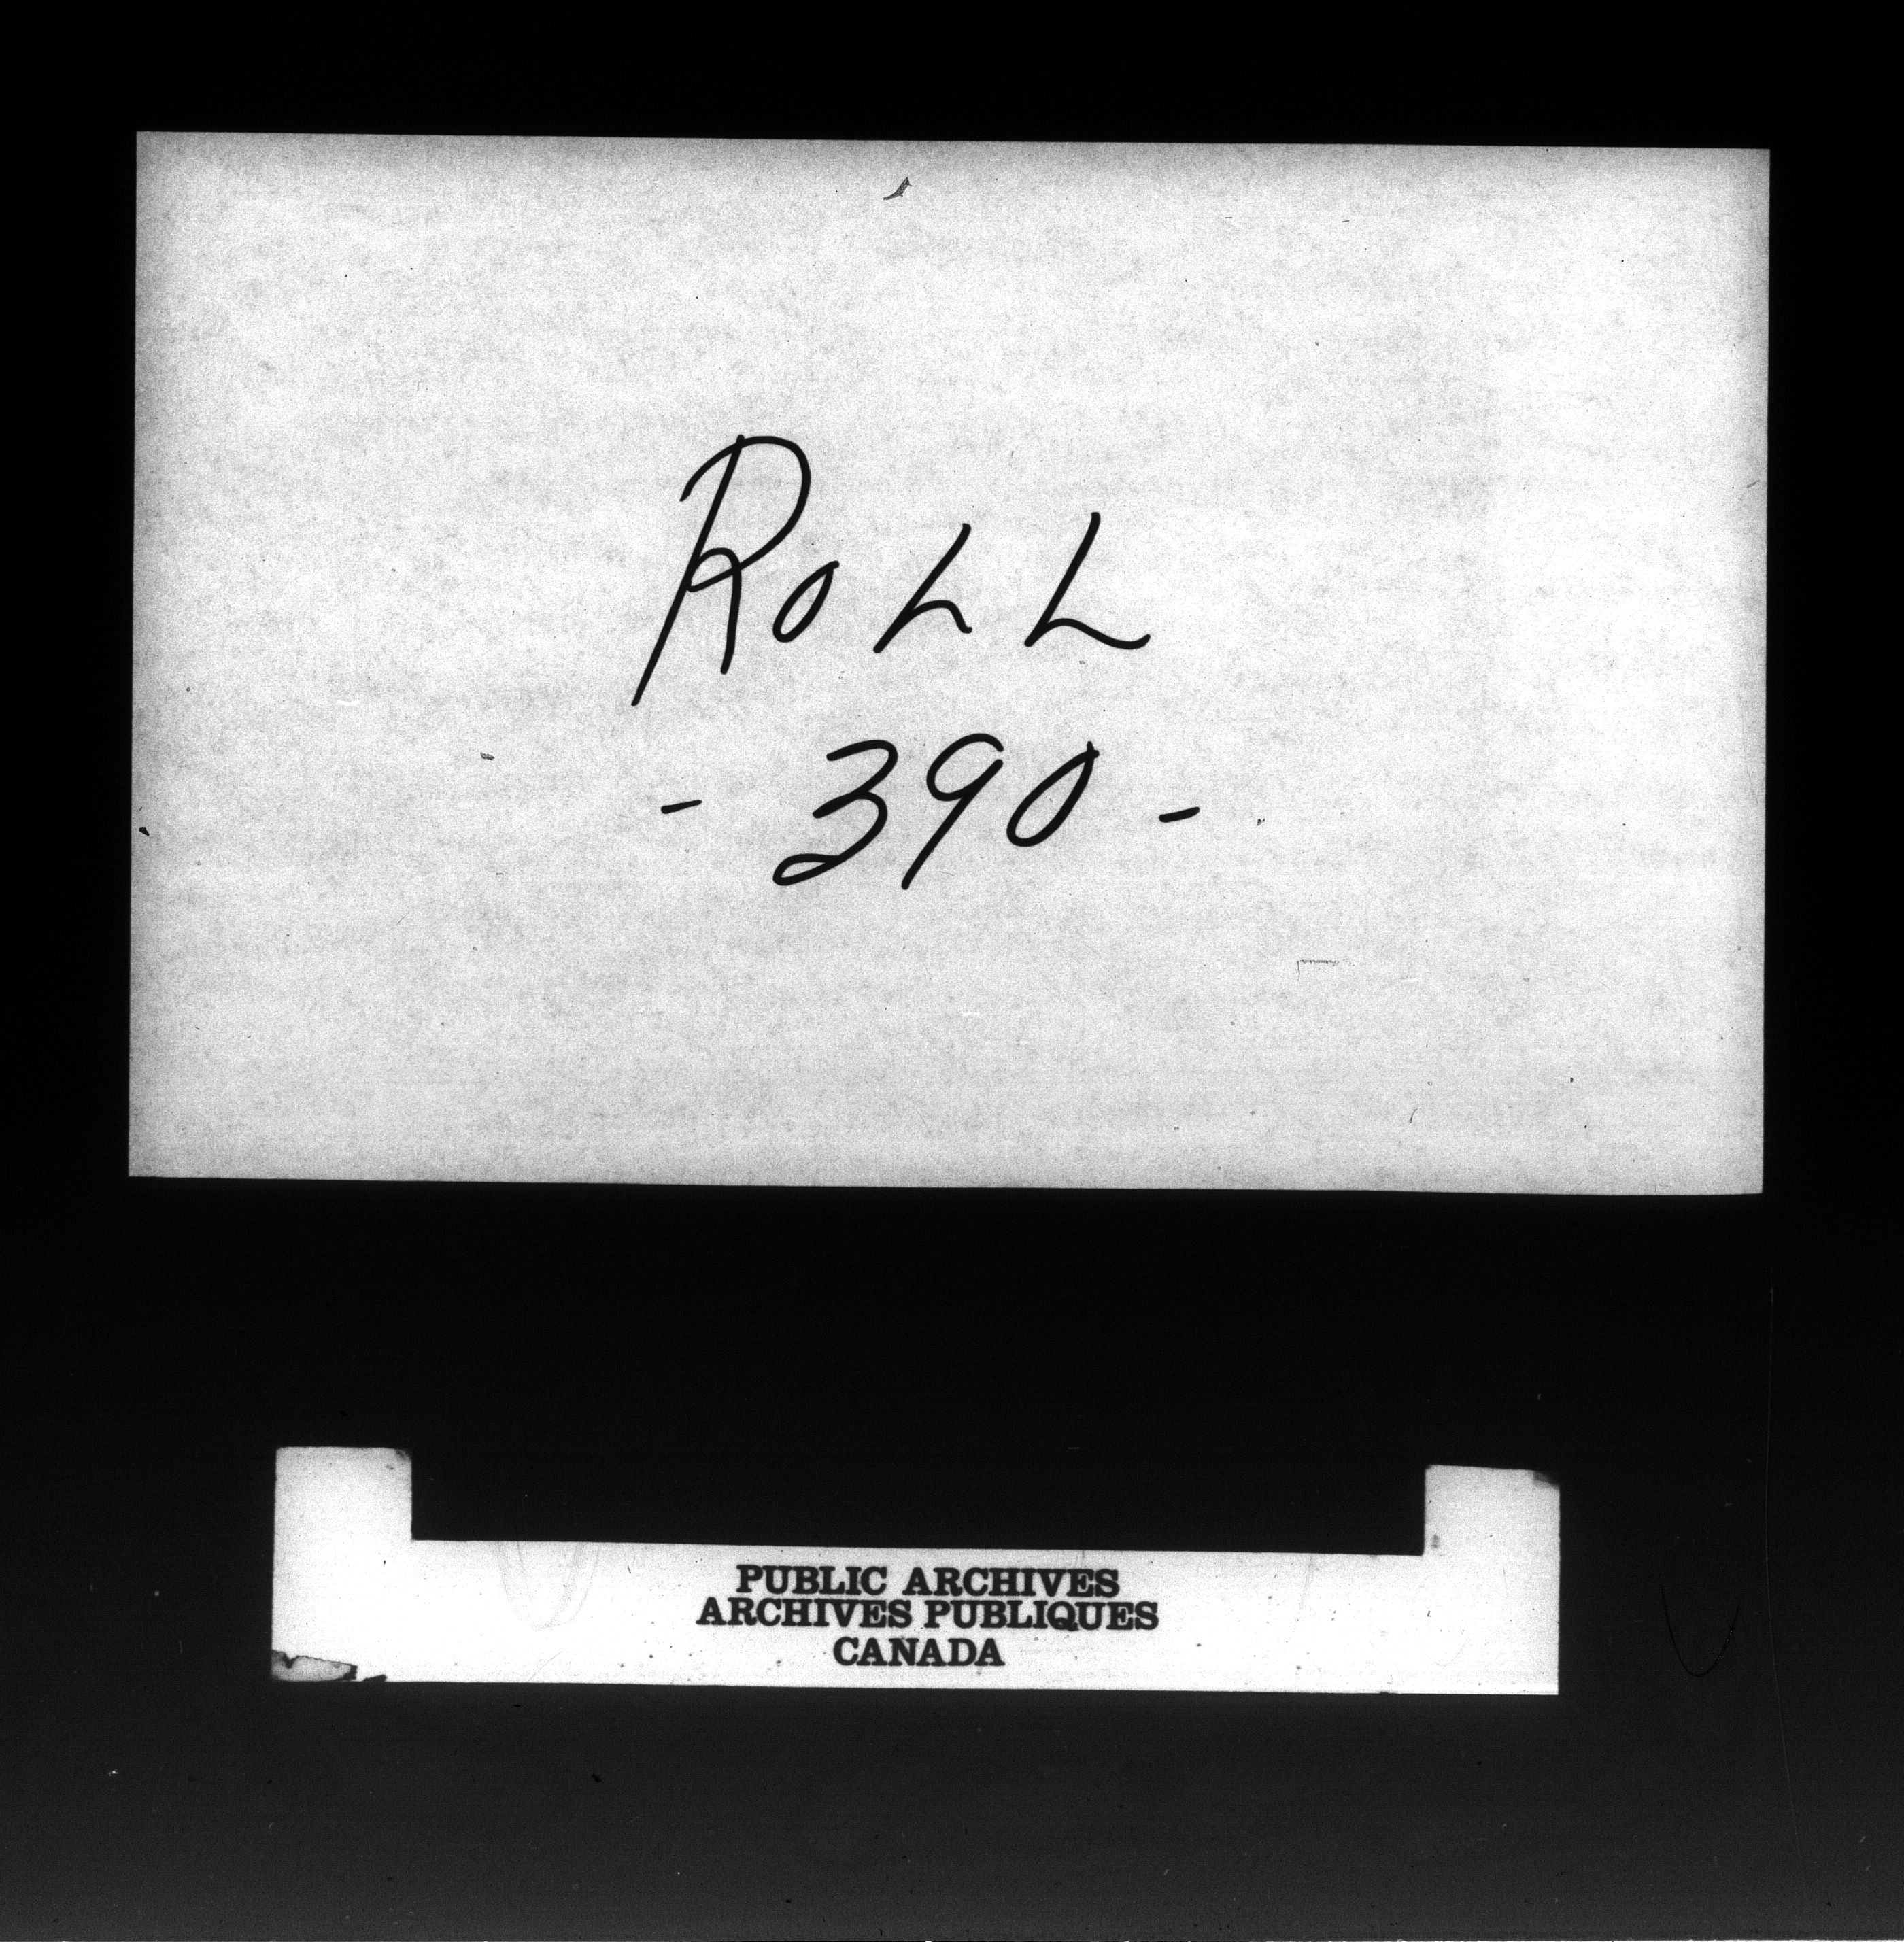 RoLL
- 390 -
PUBLIC ARCHIVES
ARCHIVES PUBLIQUES
CANADA